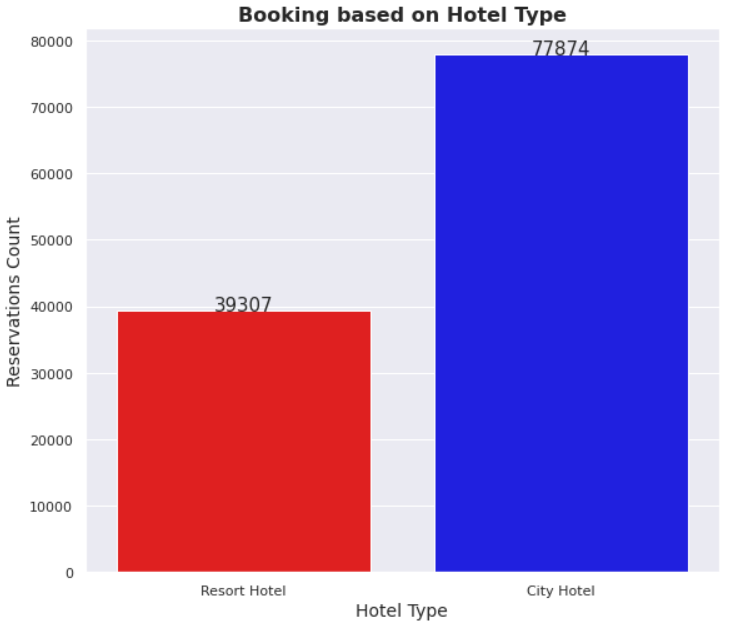 Booking based on Hotel Type
80000
77874
70000
60000
50000
40000
39307
30000
20000
10000
0
Reservations Count
Resort Hotel
City Hotel
Hotel Type